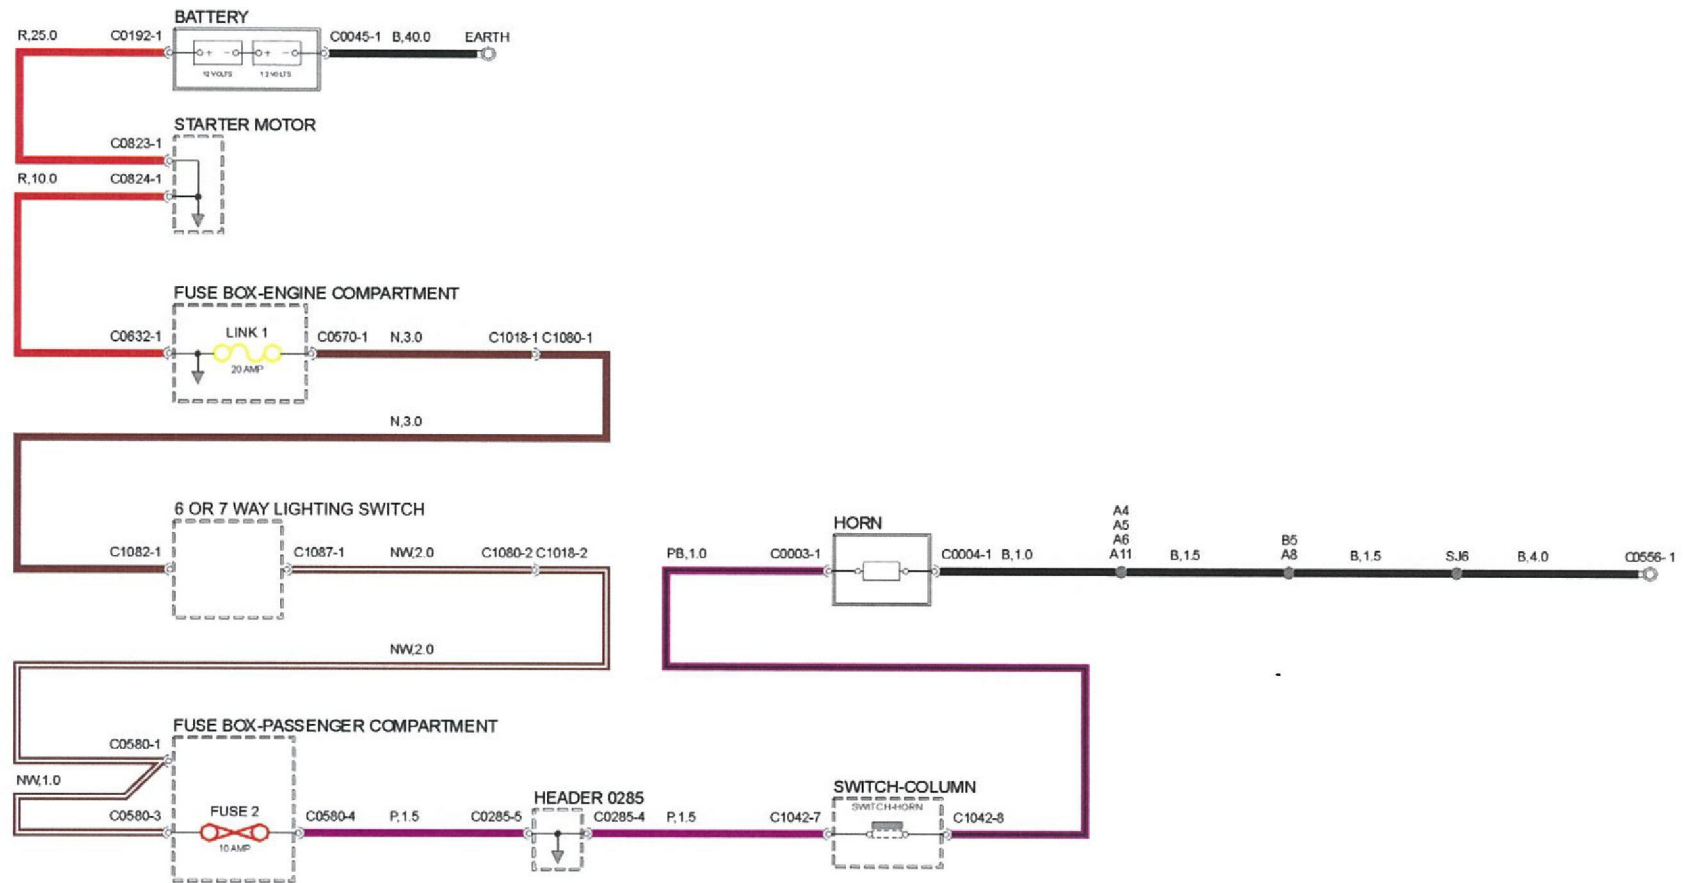 BATTERY
R,25.0 C0192-1 C0045-1 B,40.0 EARTH
12 VOLTS 12 VOLTS
STARTER MOTOR
C0823-1
R,10.0 C0824-1
FUSE BOX-ENGINE COMPARTMENT
C0632-1 LINK 1 C0570-1 N,3.0 C1018-1 C1080-1
20 AMP
N,3.0
6 OR 7 WAY LIGHTING SWITCH
C1082-1 C1087-1 NW,2.0 C1080-2 C1018-2
NW,2.0
HORN
A4
A5
A6 B5
PB,1.0 C0003-1 C0004-1 B,1.0 A11 B,1.5 A8 B,1.5 SJ6 B,4.0 C0556-1
FUSE BOX-PASSENGER COMPARTMENT
C0580-1
NW,1.0
C0580-3 FUSE 2 C0580-4 P,1.5 C0285-5
10 AMP
HEADER 0285
C0285-4 P,1.5 C1042-7
SWITCH-COLUMN
SWITCH-HORN
C1042-8